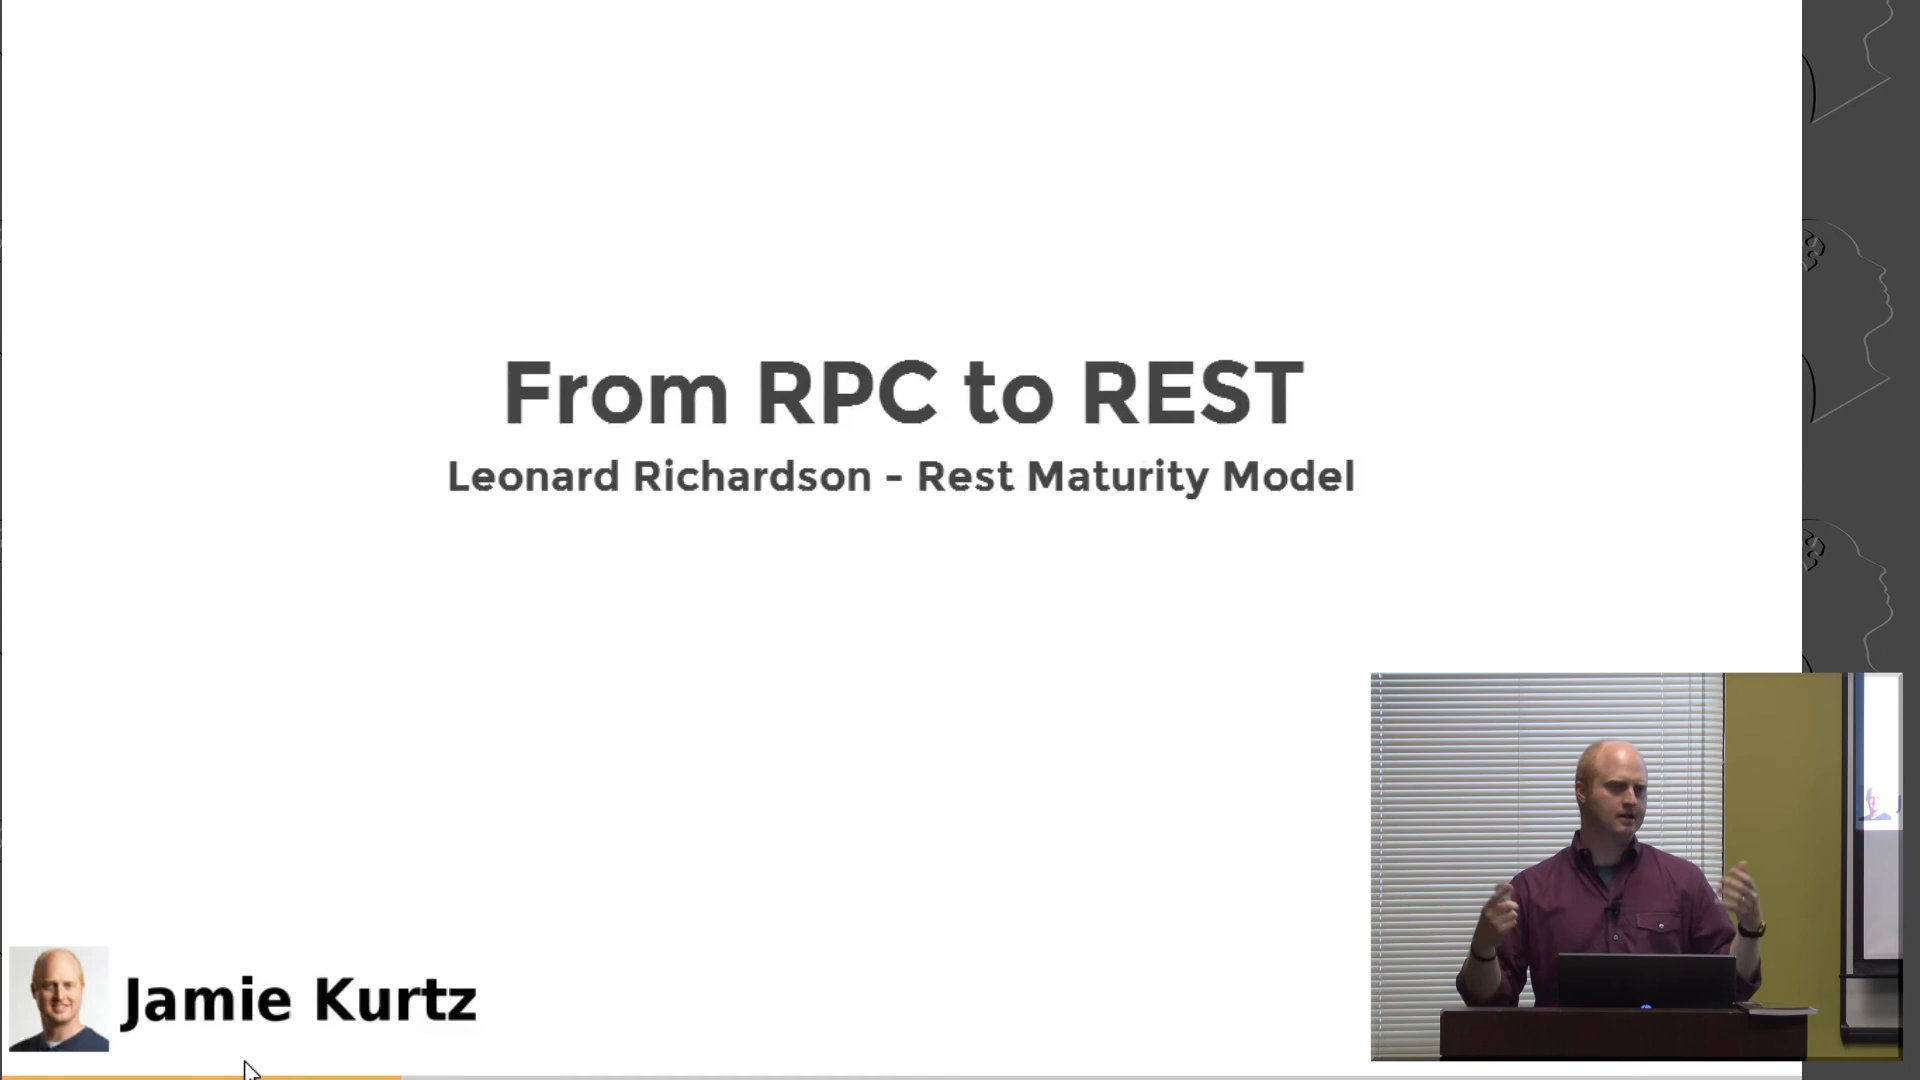 From RPC to REST
Leonard Richardson - Rest Maturity Model
Jamie Kurtz